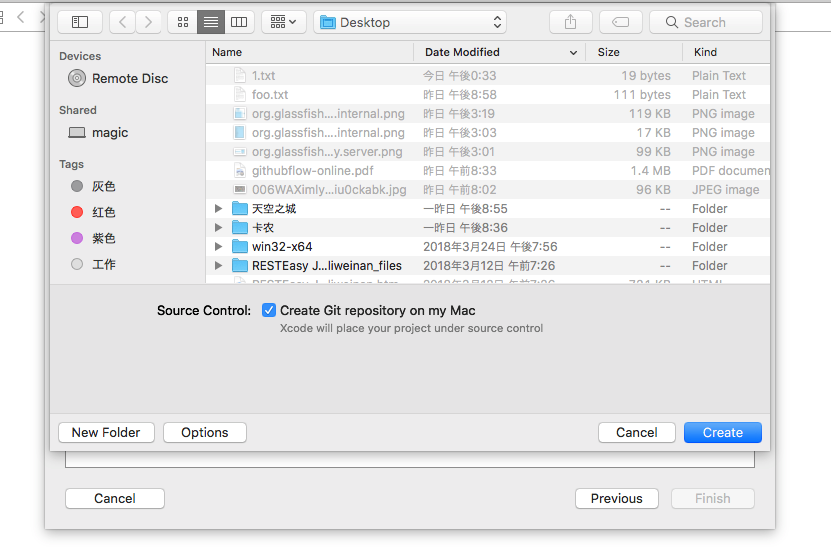 Desktop
Search
Devices
Remote Disc
Shared
magic
Tags
灰色
红色
紫色
工作
Name Date Modified Size Kind
1.txt 今日 午後0:33 19 bytes Plain Text
foo.txt 昨日 午後8:58 111 bytes Plain Text
org.glassfish....internal.png 昨日 午後3:19 119 KB PNG image
org.glassfish....internal.png 昨日 午後3:03 17 KB PNG image
org.glassfish....y.server.png 昨日 午後3:01 99 KB PNG image
githubflow-online.pdf 昨日 午前8:33 1.4 MB PDF documen
006WAXimly...iu0ckabk.jpg 昨日 午前8:02 96 KB JPEG image
天空之城 一昨日 午後8:55 -- Folder
卡农 一昨日 午後8:36 -- Folder
win32-x64 2018年3月24日 午後7:56 -- Folder
RESTEasy J...liweinan_files 2018年3月12日 午前7:26 -- Folder
Source Control: Create Git repository on my Mac
Xcode will place your project under source control
New Folder Options Cancel Create
Cancel Previous Finish